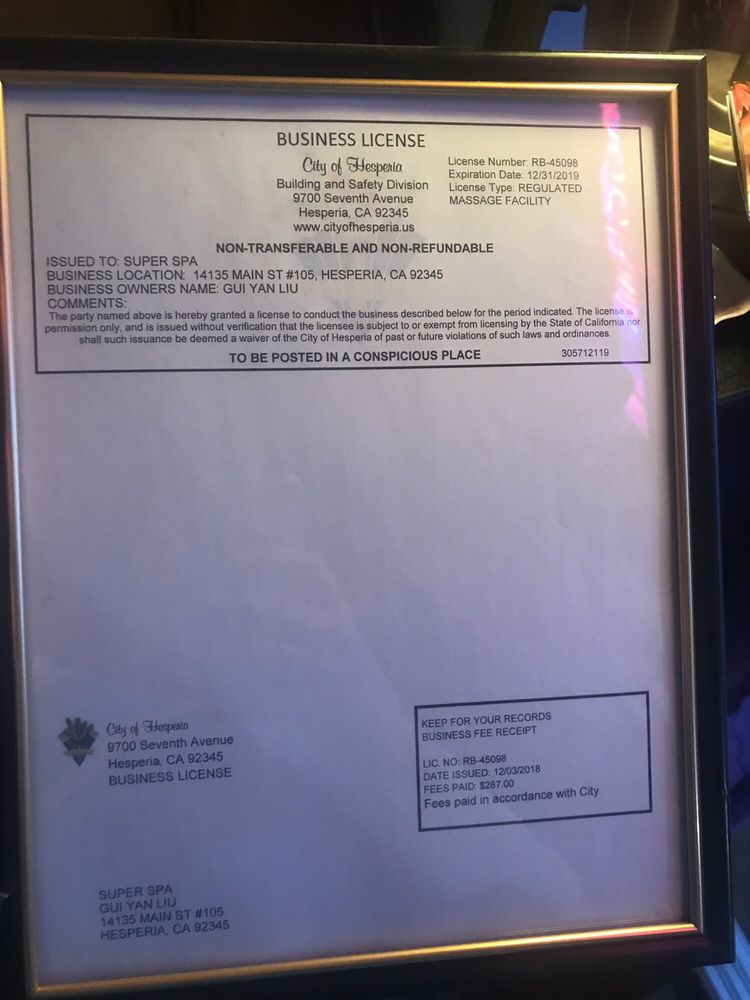 BUSINESS LICENSE
City of Hesperia
Building and Safety Division
9700 Seventh Avenue
Hesperia, CA 92345
www.cityofhesperia.us
License Number: RB-45098
Expiration Date: 12/31/2019
License Type: REGULATED
MASSAGE FACILITY
NON-TRANSFERABLE AND NON-REFUNDABLE
ISSUED TO: SUPER SPA
BUSINESS LOCATION: 14135 MAIN ST #105, HESPERIA, CA 92345
BUSINESS OWNERS NAME: GUI YAN LIU
COMMENTS:
The party named above is hereby granted a license to conduct the business described below for the period indicated. The license is
permission only, and is issued without verification that the licensee is subject to or exempt from licensing by the State of California nor
shall such issuance be deemed a waiver of the City of Hesperia of past or future violations of such laws and ordinances.
TO BE POSTED IN A CONSPICIOUS PLACE
305712119
City of Hesperia
9700 Seventh Avenue
Hesperia, CA 92345
BUSINESS LICENSE
KEEP FOR YOUR RECORDS
BUSINESS FEE RECEIPT
LIC. NO: RB-45098
DATE ISSUED: 12/03/2018
FEES PAID: $287.00
Fees paid in accordance with City
SUPER SPA
GUI YAN LIU
14135 MAIN ST #105
HESPERIA, CA 92345